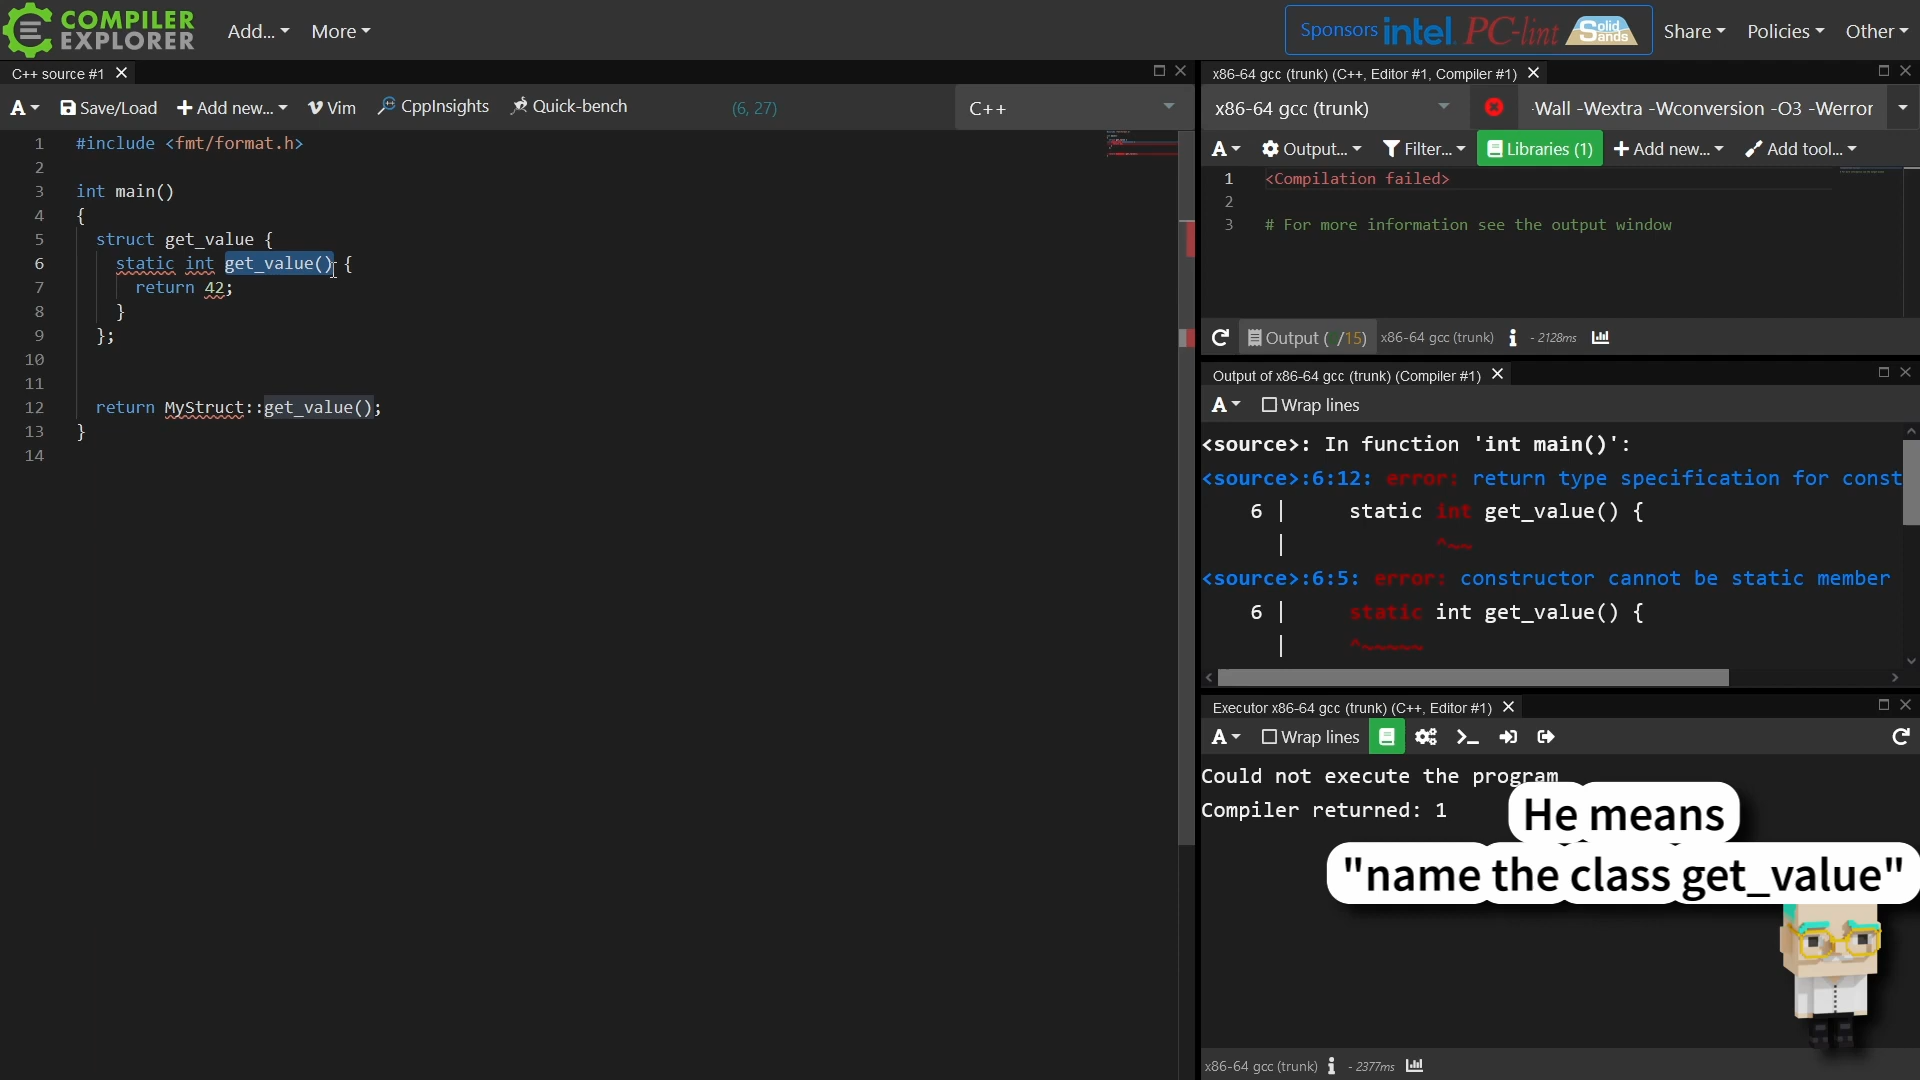 COMPILER
EXPLORER
Add...
More
Sponsors intel. PC-lint Solid Sands
Share
Policies
Other
C++ source #1
A
Save/Load
Add new...
Vim
CppInsights
Quick-bench
(6, 27)
C++
1 #include <fmt/format.h>
2
3 int main()
4 {
5 struct get_value {
6 static int get_value() {
7 return 42;
8 }
9 };
10
11
12 return MyStruct::get_value();
13 }
14
x86-64 gcc (trunk) (C++, Editor #1, Compiler #1)
x86-64 gcc (trunk)
-Wall -Wextra -Wconversion -O3 -Werror
A
Output...
Filter...
Libraries (1)
Add new...
Add tool...
1 <Compilation failed>
2
3 # For more information see the output window
Output ( /15)
x86-64 gcc (trunk)
- 2128ms
Output of x86-64 gcc (trunk) (Compiler #1)
A
Wrap lines
<source>: In function 'int main()':
<source>:6:12: error: return type specification for const
6 | static int get_value() {
| ^~~
<source>:6:5: error: constructor cannot be static member
6 | static int get_value() {
| ^~~~~~
Executor x86-64 gcc (trunk) (C++, Editor #1)
A
Wrap lines
Could not execute the program
Compiler returned: 1
He means
"name the class get_value"
x86-64 gcc (trunk)
- 2377ms